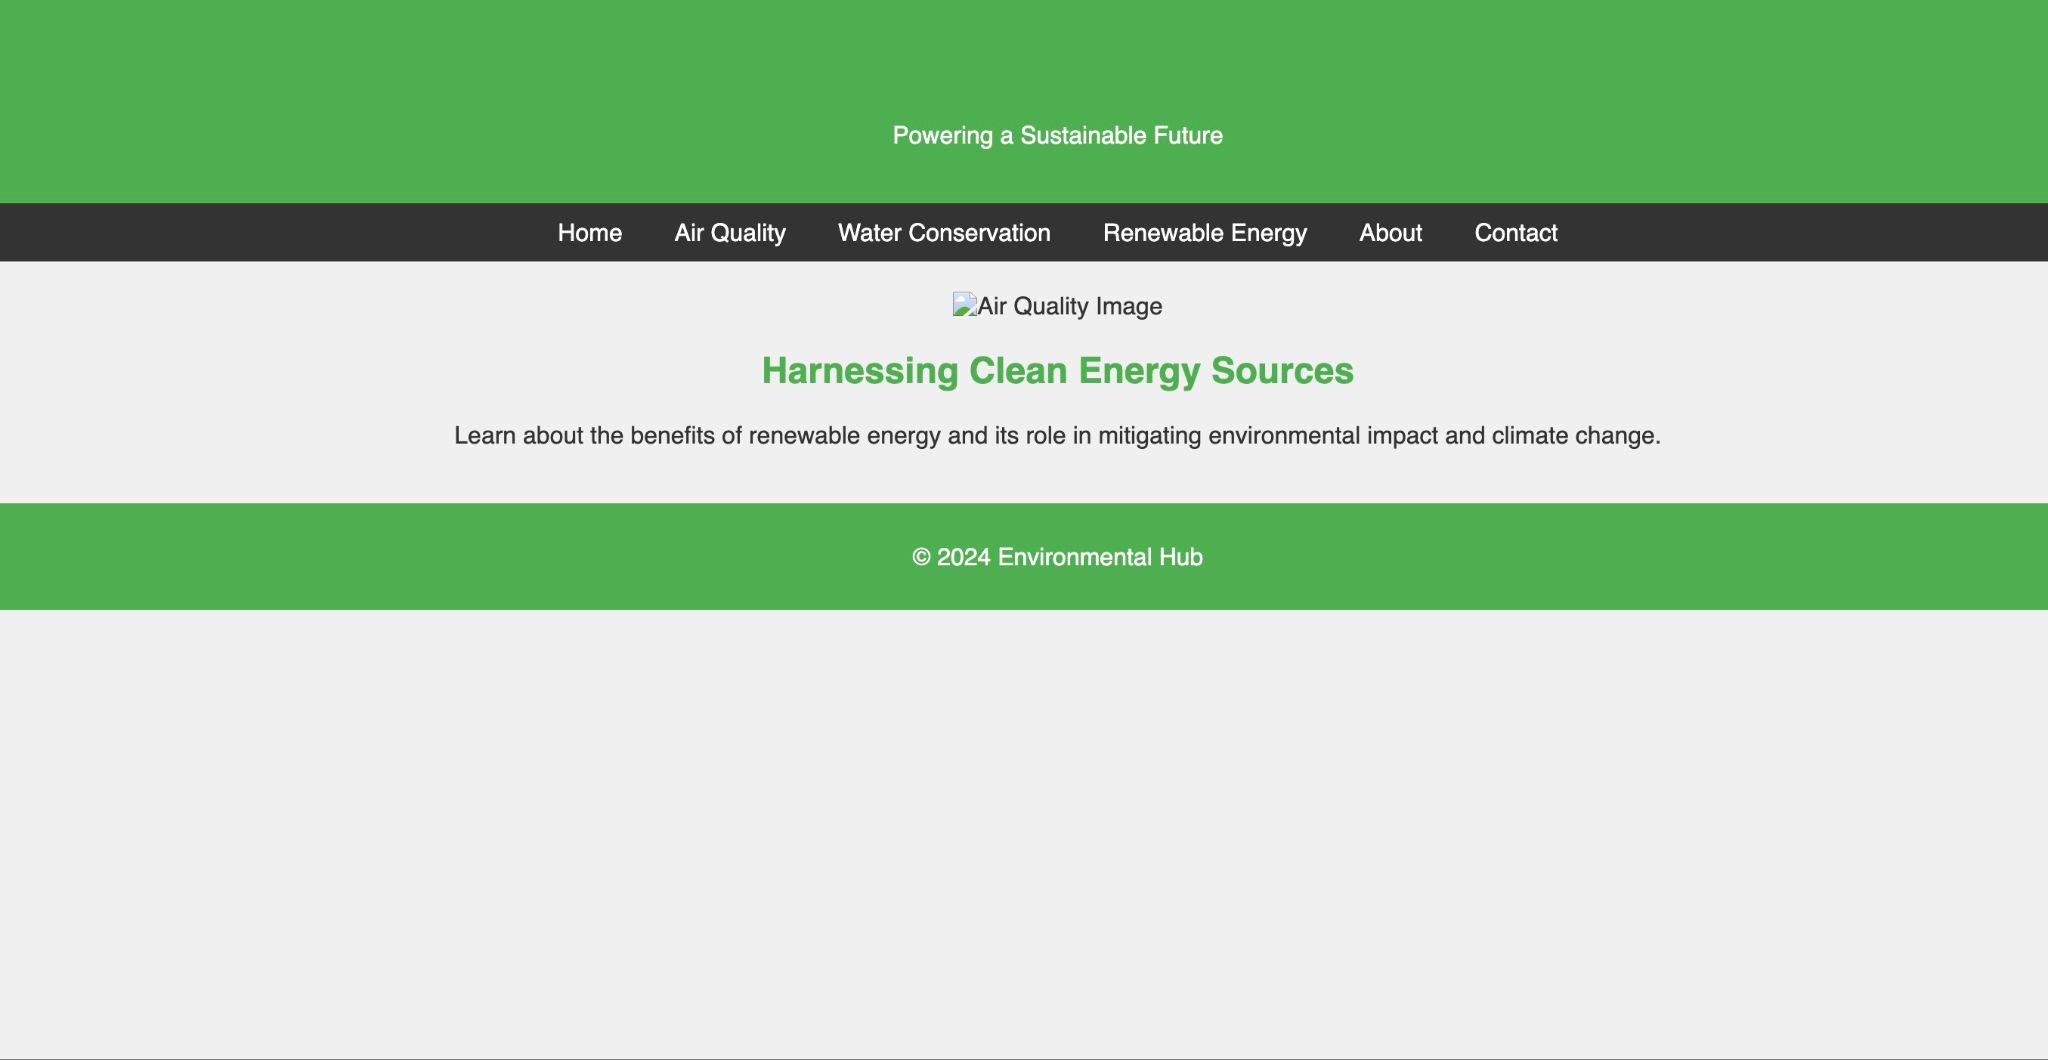 Powering a Sustainable Future
Home Air Quality Water Conservation Renewable Energy About Contact
Air Quality Image
Harnessing Clean Energy Sources
Learn about the benefits of renewable energy and its role in mitigating environmental impact and climate change.
© 2024 Environmental Hub